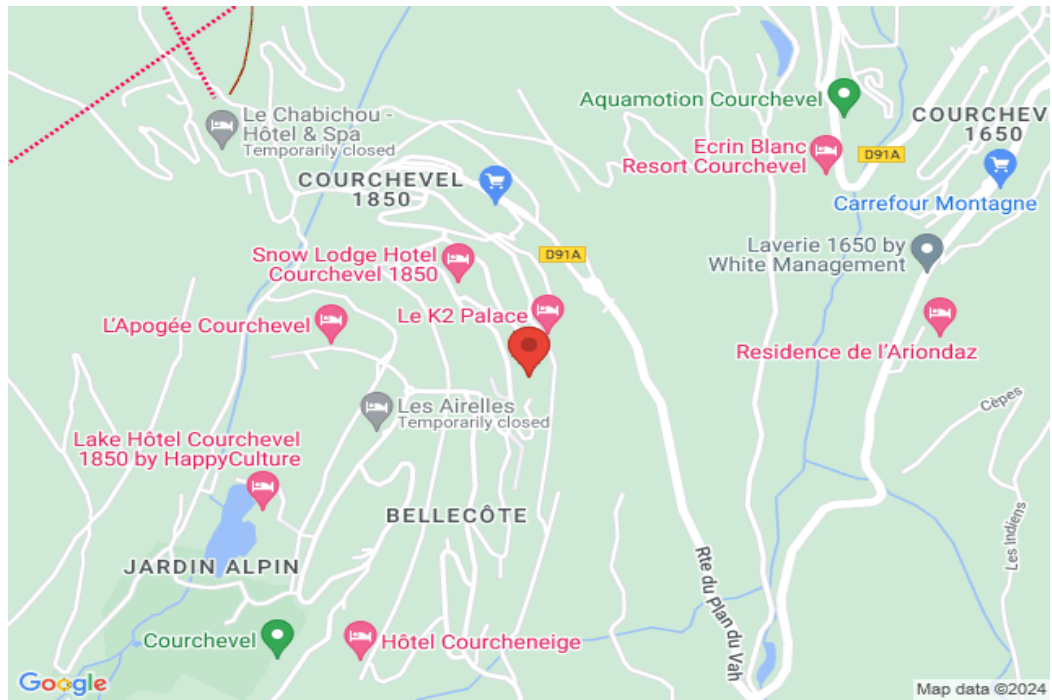 Le Chabichou -
Hôtel & Spa
Temporarily closed
Aquamotion Courchevel
COURCHEV
1650
Ecrin Blanc
Resort Courchevel
D91A
COURCHEVEL
1850
Carrefour Montagne
Snow Lodge Hotel
Courchevel 1850
D91A
Laverie 1650 by
White Management
L'Apogée Courchevel
Le K2 Palace
Residence de l'Ariondaz
Les Airelles
Temporarily closed
Cèpes
Lake Hôtel Courchevel
1850 by HappyCulture
BELLECÔTE
Les Indiens
JARDIN ALPIN
Rte du Plan du Vah
Courchevel
Hôtel Courcheneige
Google
Map data ©2024